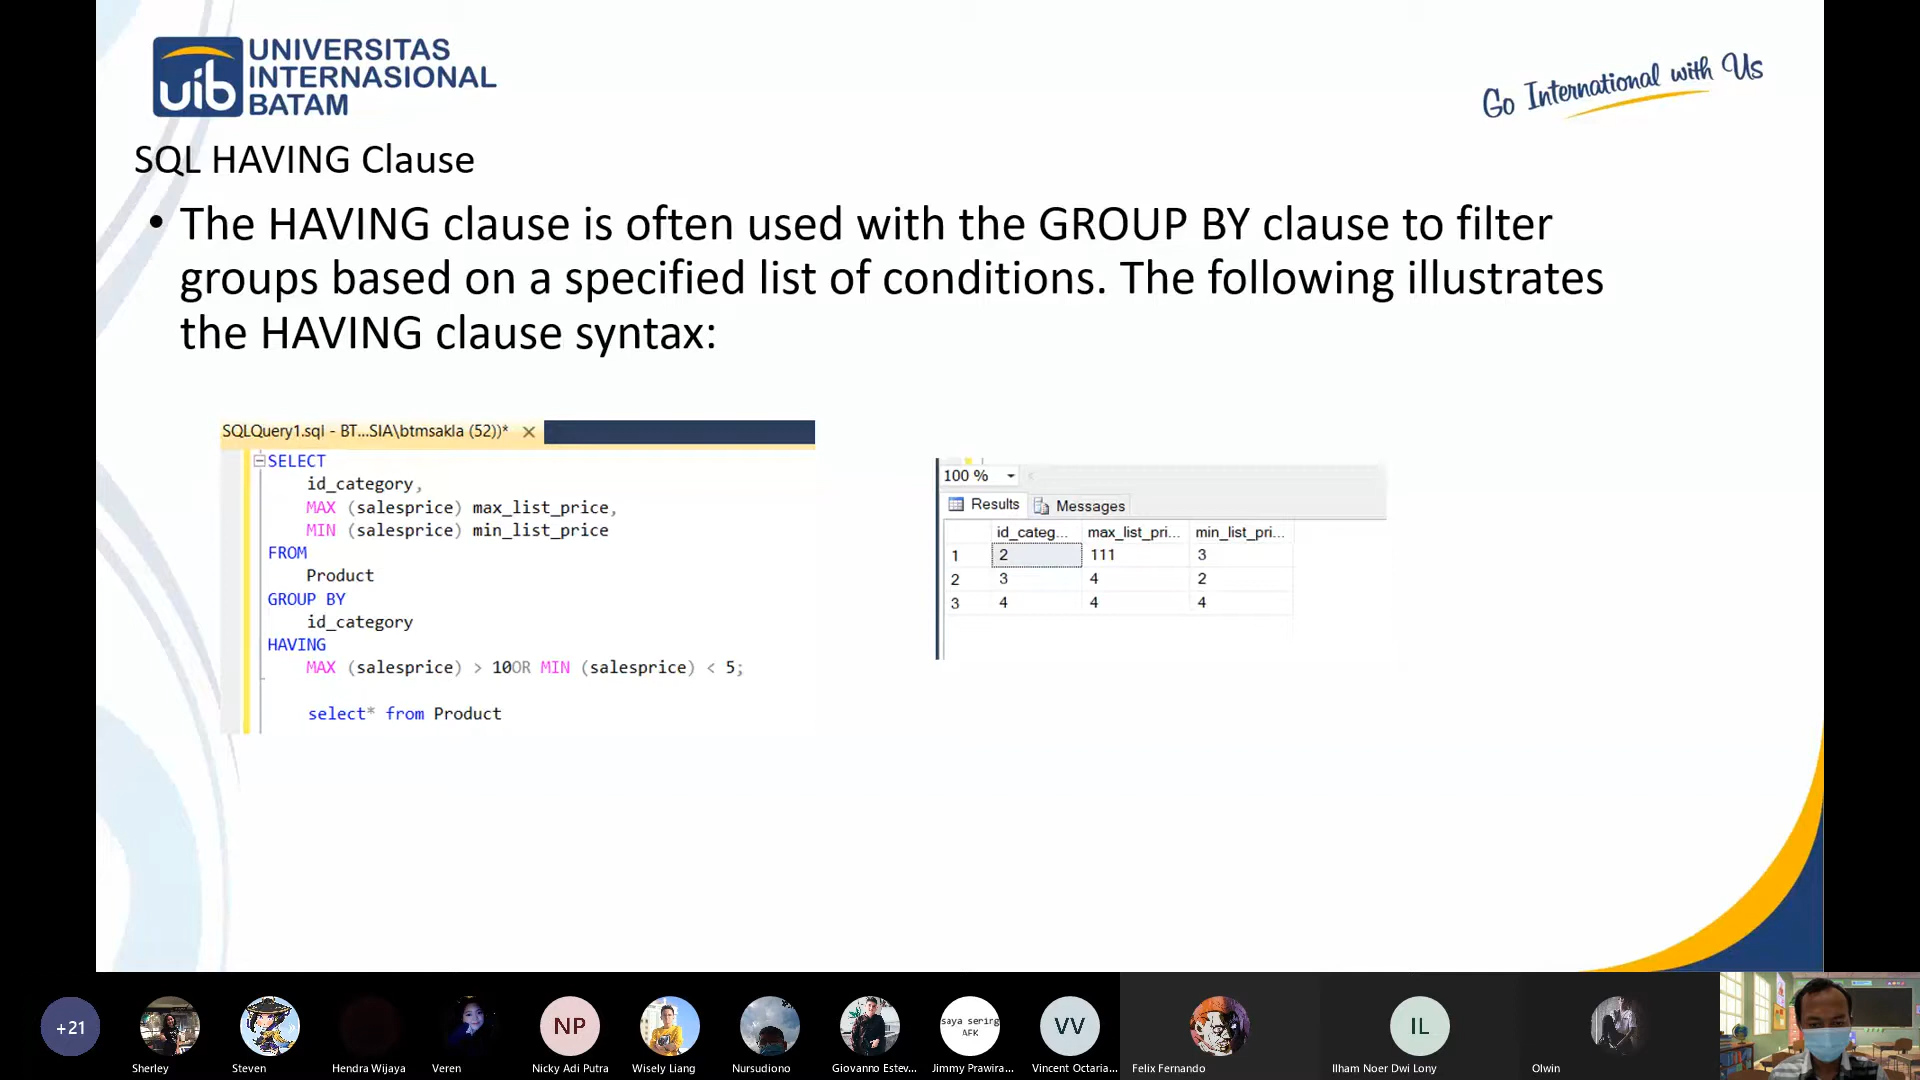 uib
UNIVERSITAS
INTERNASIONAL
BATAM
Go International with Us
SQL HAVING Clause
• The HAVING clause is often used with the GROUP BY clause to filter
groups based on a specified list of conditions. The following illustrates
the HAVING clause syntax:
SQLQuery1.sql - BT...SIA\btmsakla (52))*
SELECT
id_category,
MAX (salesprice) max_list_price,
MIN (salesprice) min_list_price
FROM
Product
GROUP BY
id_category
HAVING
MAX (salesprice) > 10OR MIN (salesprice) < 5;
select* from Product
100 %
Results Messages
id_categ... max_list_pri... min_list_pri...
1 2 111 3
2 3 4 2
3 4 4 4
+21
NP
saya sering
AFK
VV
IL
Sherley
Steven
Hendra Wijaya
Veren
Nicky Adi Putra
Wisely Liang
Nursudiono
Giovanno Estev...
Jimmy Prawira...
Vincent Octaria...
Felix Fernando
Ilham Noer Dwi Lony
Olwin